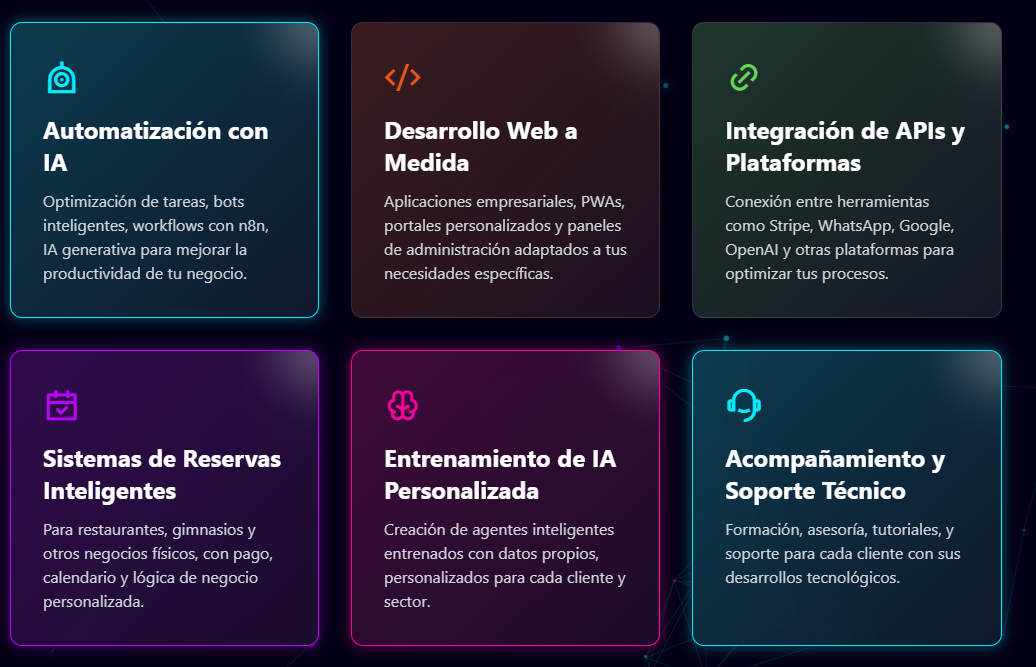 Automatización con
IA
Optimización de tareas, bots
inteligentes, workflows con n8n,
IA generativa para mejorar la
productividad de tu negocio.
Desarrollo Web a
Medida
Aplicaciones empresariales, PWAs,
portales personalizados y paneles
de administración adaptados a tus
necesidades específicas.
Integración de APIs y
Plataformas
Conexión entre herramientas
como Stripe, WhatsApp, Google,
OpenAI y otras plataformas para
optimizar tus procesos.
Sistemas de Reservas
Inteligentes
Para restaurantes, gimnasios y
otros negocios físicos, con pago,
calendario y lógica de negocio
personalizada.
Entrenamiento de IA
Personalizada
Creación de agentes inteligentes
entrenados con datos propios,
personalizados para cada cliente y
sector.
Acompañamiento y
Soporte Técnico
Formación, asesoría, tutoriales, y
soporte para cada cliente con sus
desarrollos tecnológicos.